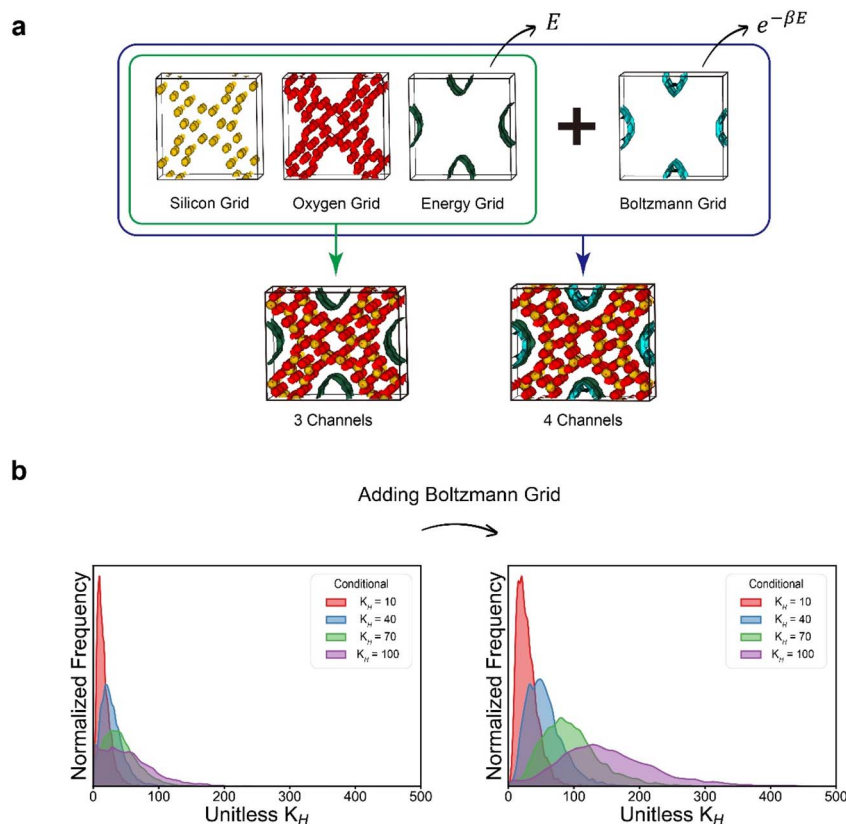 a
E
e^{-βE}
+
Silicon Grid
Oxygen Grid
Energy Grid
Boltzmann Grid
3 Channels
4 Channels
b
Adding Boltzmann Grid
Normalized Frequency
Conditional
K_H = 10
K_H = 40
K_H = 70
K_H = 100
0
100
200
300
400
500
Unitless K_H
Normalized Frequency
Conditional
K_H = 10
K_H = 40
K_H = 70
K_H = 100
0
100
200
300
400
500
Unitless K_H